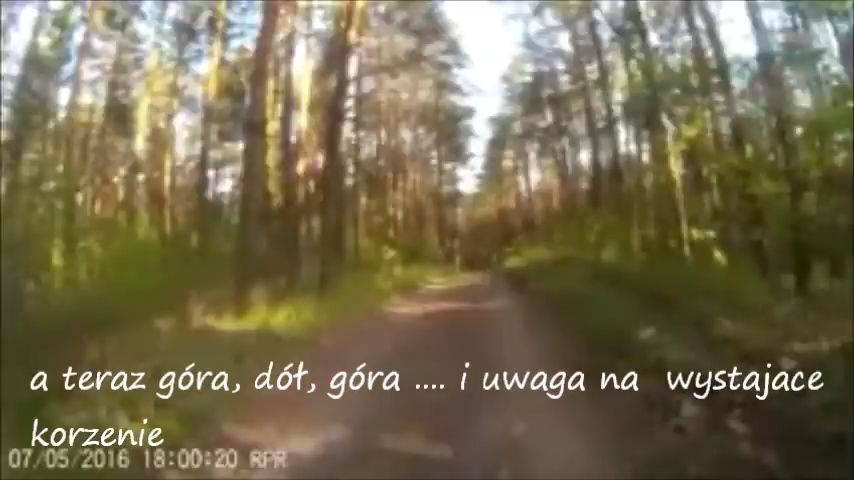 a teraz góra, dół, góra .... i uwaga na wystajace
korzenie
07/05/2016 18:00:20 RPR